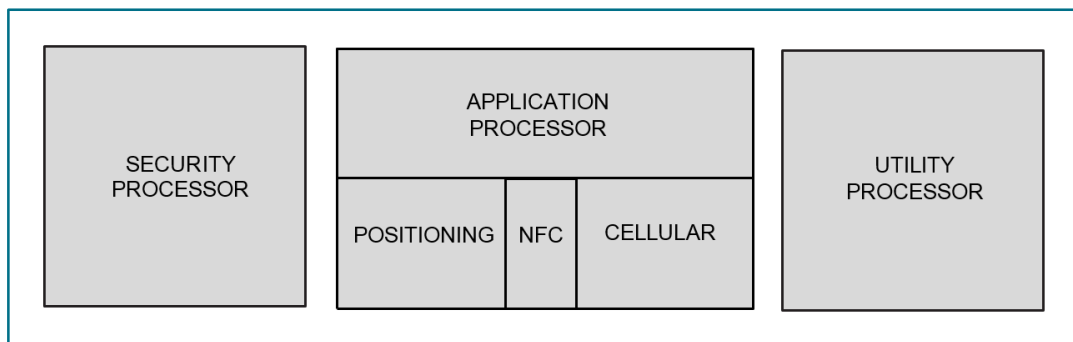 SECURITY
PROCESSOR
APPLICATION
PROCESSOR
POSITIONING
NFC
CELLULAR
UTILITY
PROCESSOR